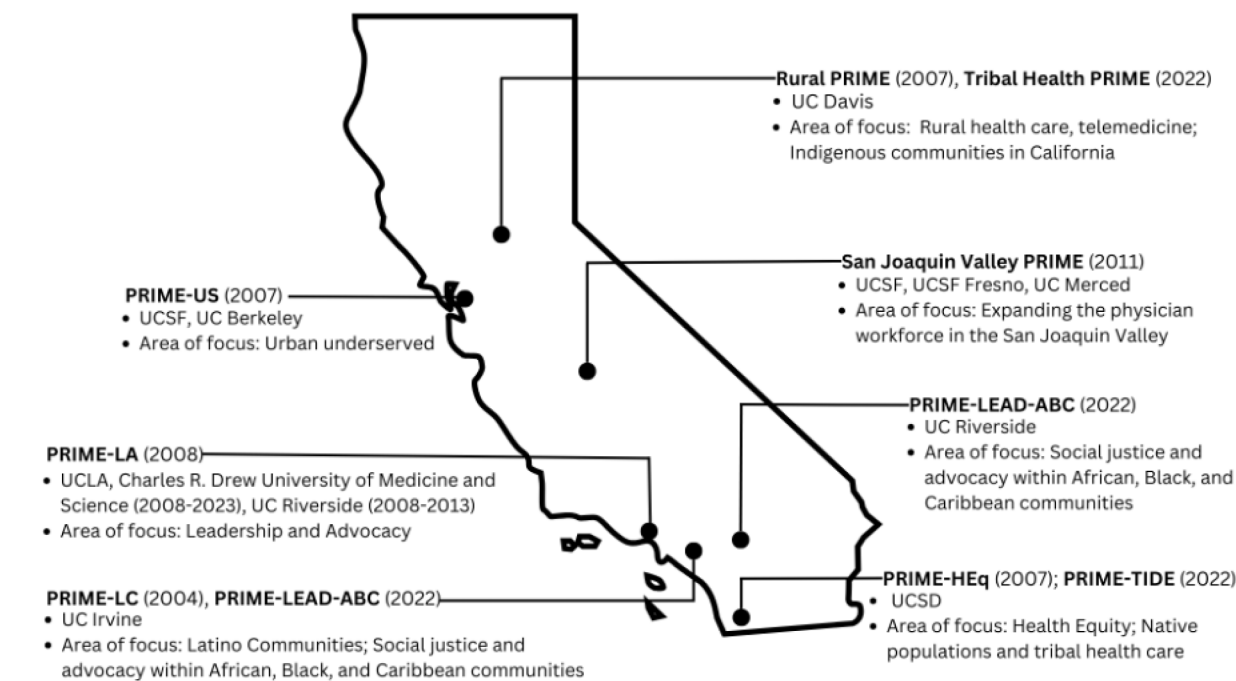 Rural PRIME (2007), Tribal Health PRIME (2022)
• UC Davis
• Area of focus: Rural health care, telemedicine;
Indigenous communities in California
San Joaquin Valley PRIME (2011)
• UCSF, UCSF Fresno, UC Merced
• Area of focus: Expanding the physician
workforce in the San Joaquin Valley
PRIME-US (2007)
• UCSF, UC Berkeley
• Area of focus: Urban underserved
PRIME-LEAD-ABC (2022)
• UC Riverside
• Area of focus: Social justice and
advocacy within African, Black, and
Caribbean communities
PRIME-LA (2008)
• UCLA, Charles R. Drew University of Medicine and
Science (2008-2023), UC Riverside (2008-2013)
• Area of focus: Leadership and Advocacy
PRIME-HEq (2007); PRIME-TIDE (2022)
• UCSD
• Area of focus: Health Equity; Native
populations and tribal health care
PRIME-LC (2004), PRIME-LEAD-ABC (2022)
• UC Irvine
• Area of focus: Latino Communities; Social justice and
advocacy within African, Black, and Caribbean communities